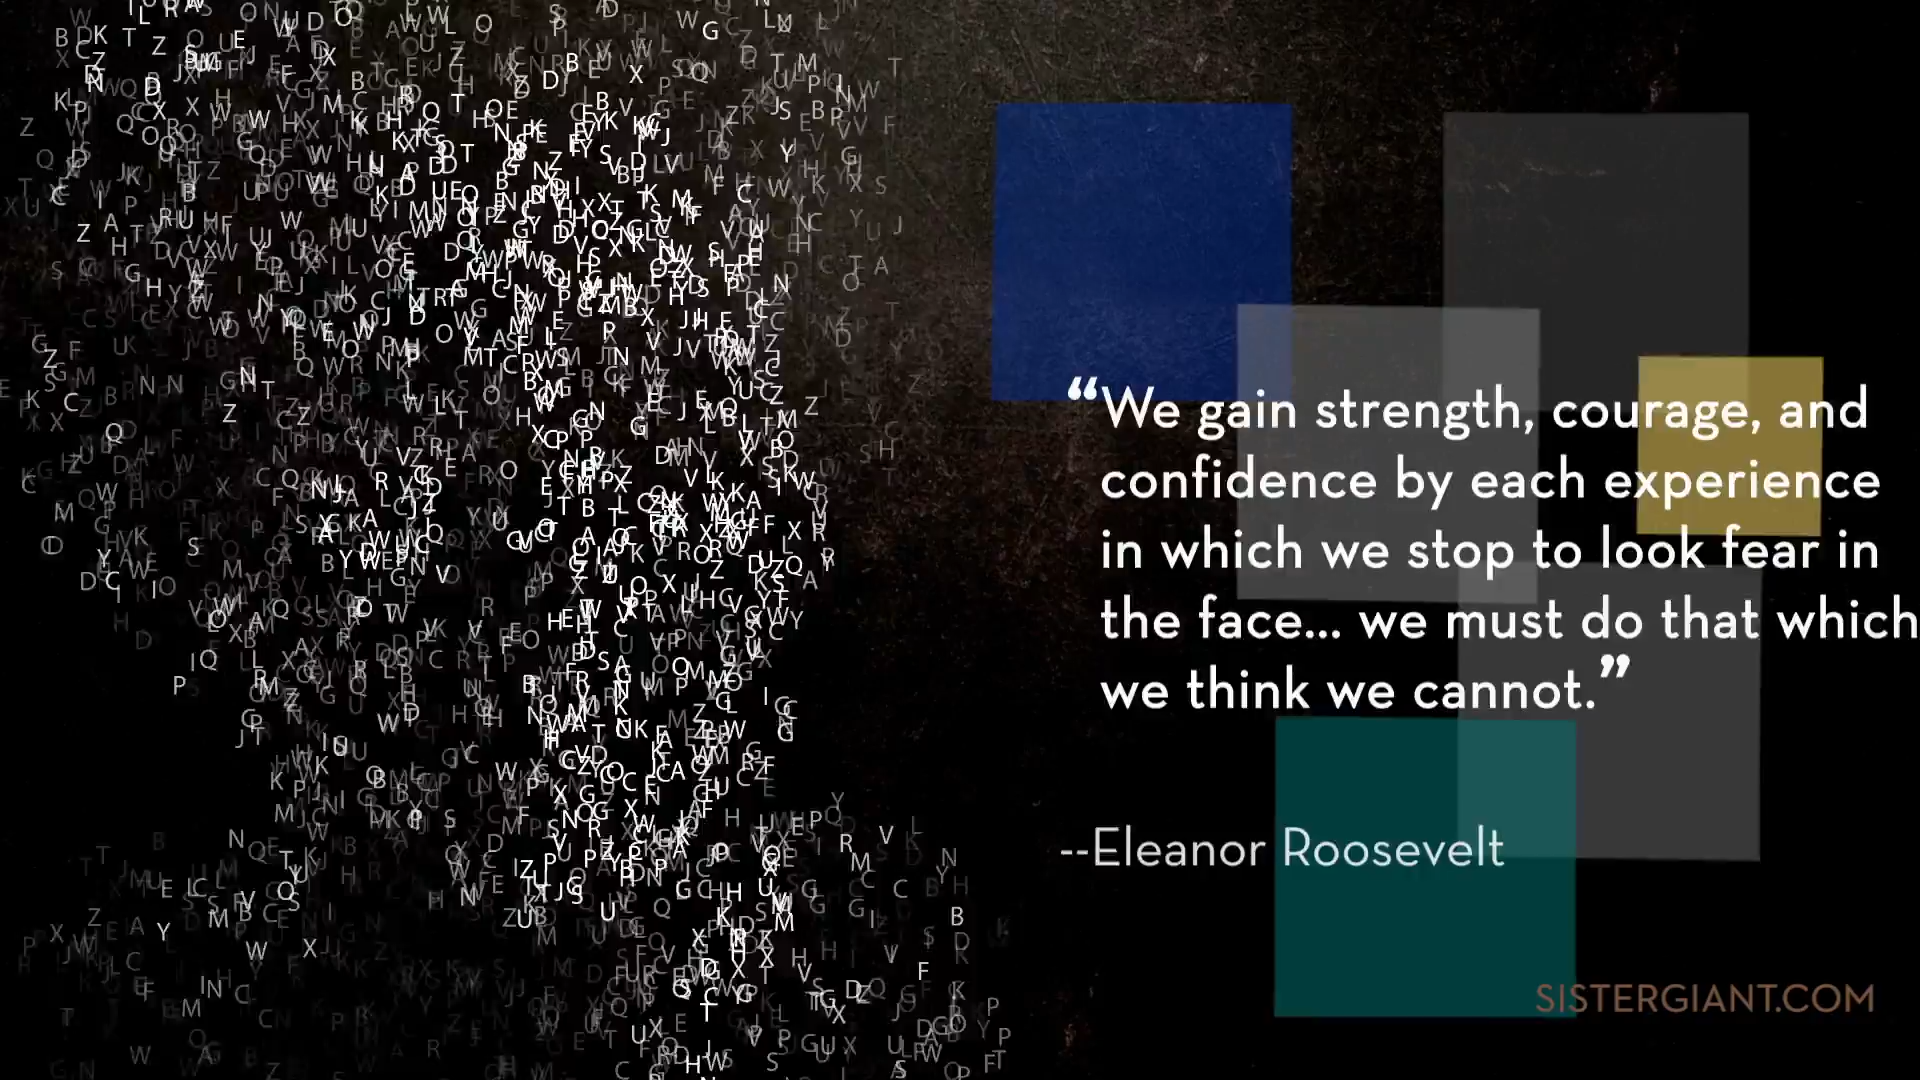 “We gain strength, courage, and
confidence by each experience
in which we stop to look fear in
the face... we must do that which
we think we cannot.”
--Eleanor Roosevelt
SISTERGIANT.COM